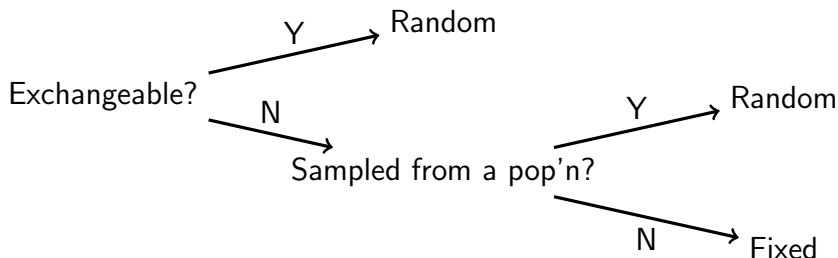 Exchangeable?
Y
Random
N
Sampled from a pop'n?
Y
Random
N
Fixed